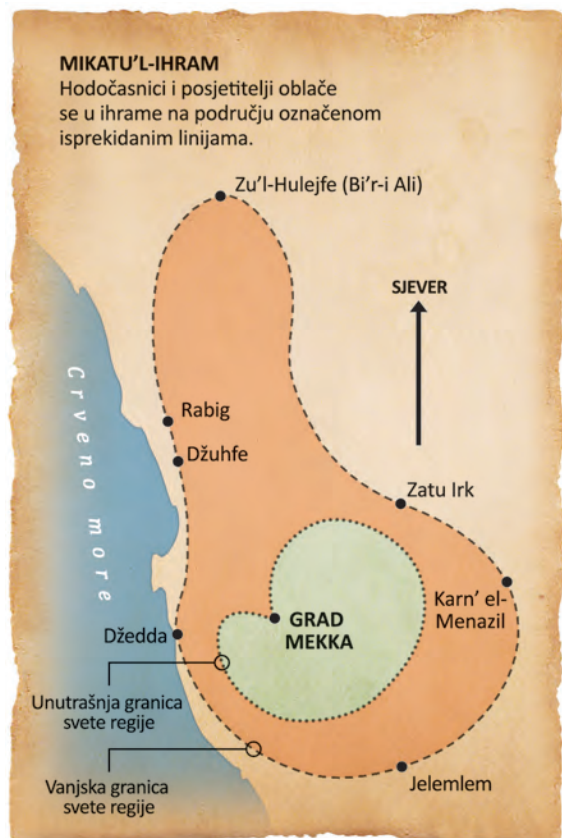 MIKATU’L-IHRAM
Hodočasnici i posjetitelji oblače
se u ihrame na području označenom
isprekidanim linijama.
Zu’l-Hulejfe (Bi’r-i Ali)
SJEVER
Crveno more
Rabig
Džuhfe
Zatu Irk
Karn’ el-
Menazil
GRAD
MEKKA
Džedda
Unutrašnja granica
svete regije
Vanjska granica
svete regije
Jelemlem